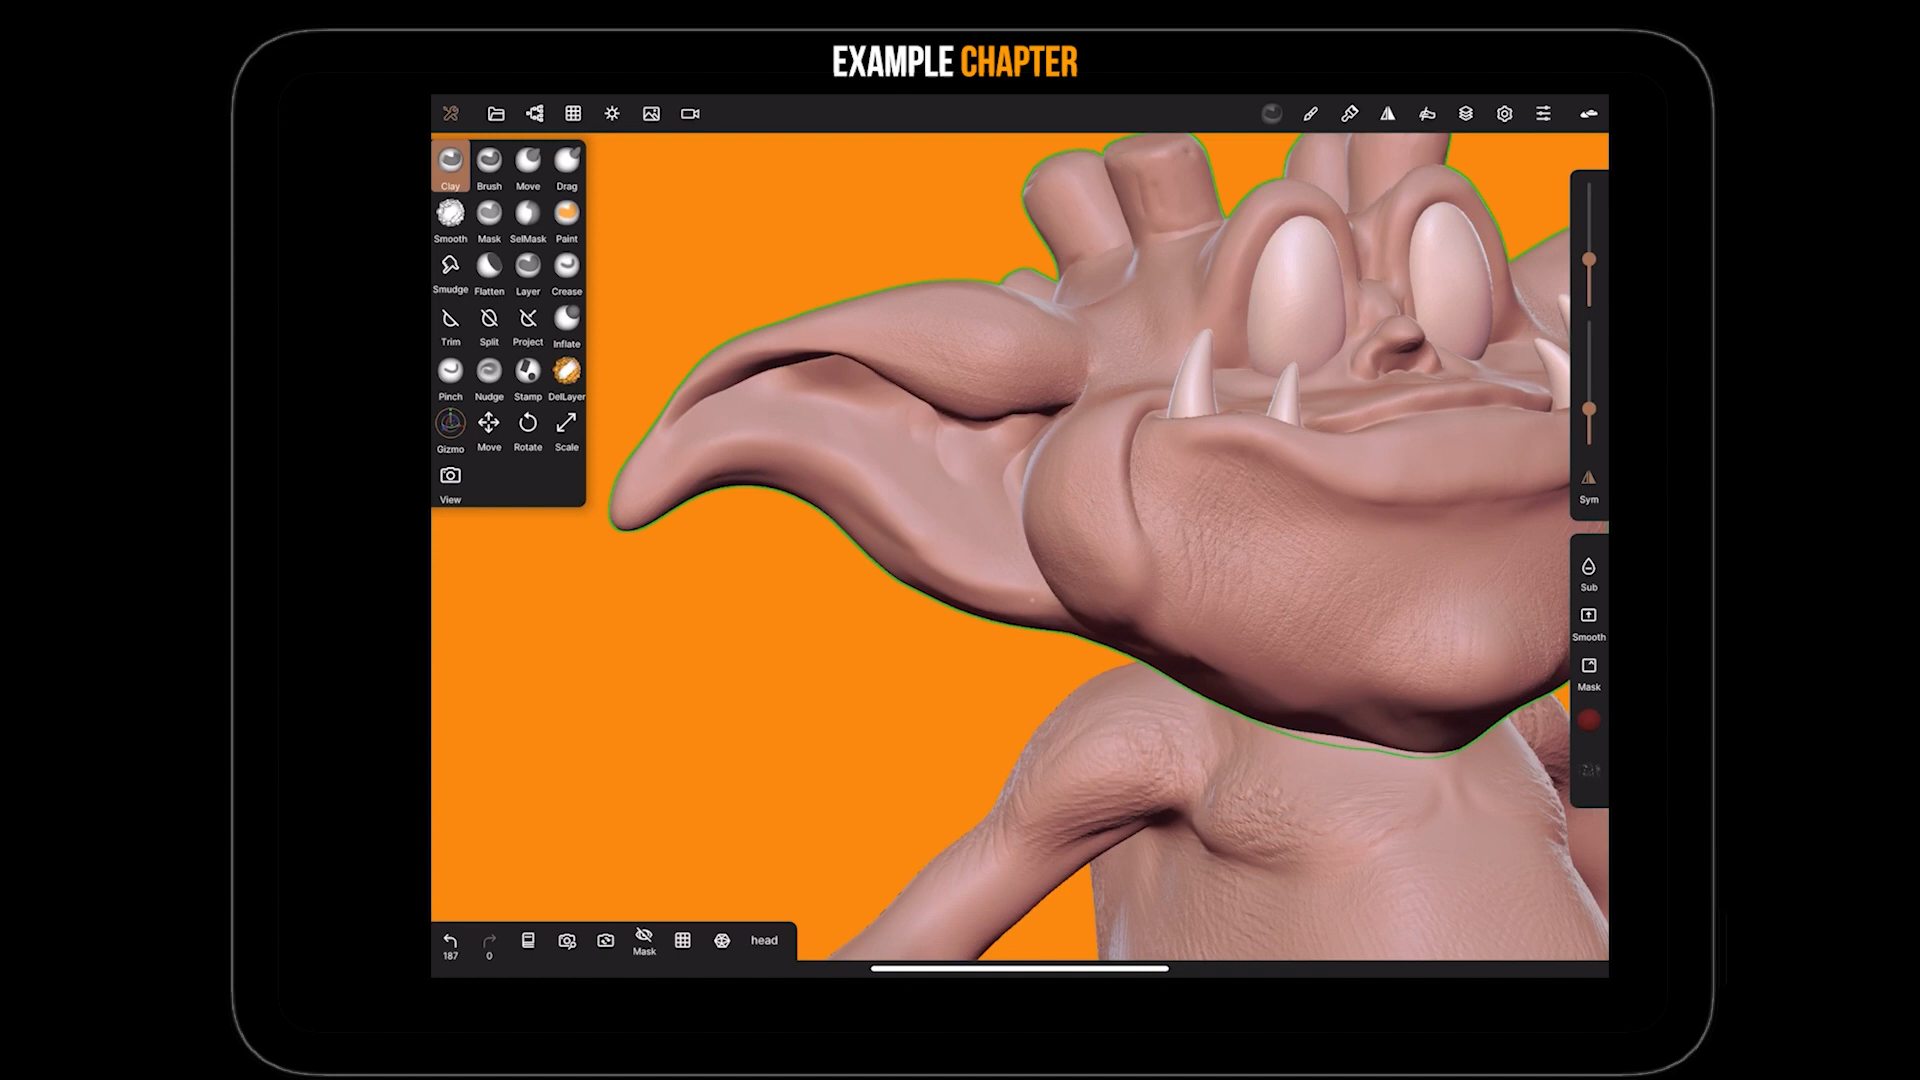 EXAMPLE CHAPTER
Clay Brush Move Drag
Smooth Mask SelMask Paint
Smudge Flatten Layer Crease
Trim Split Project Inflate
Pinch Nudge Stamp DelLayer
Gizmo Move Rotate Scale
View
Sym
Sub
Smooth
Mask
187 0 Mask head